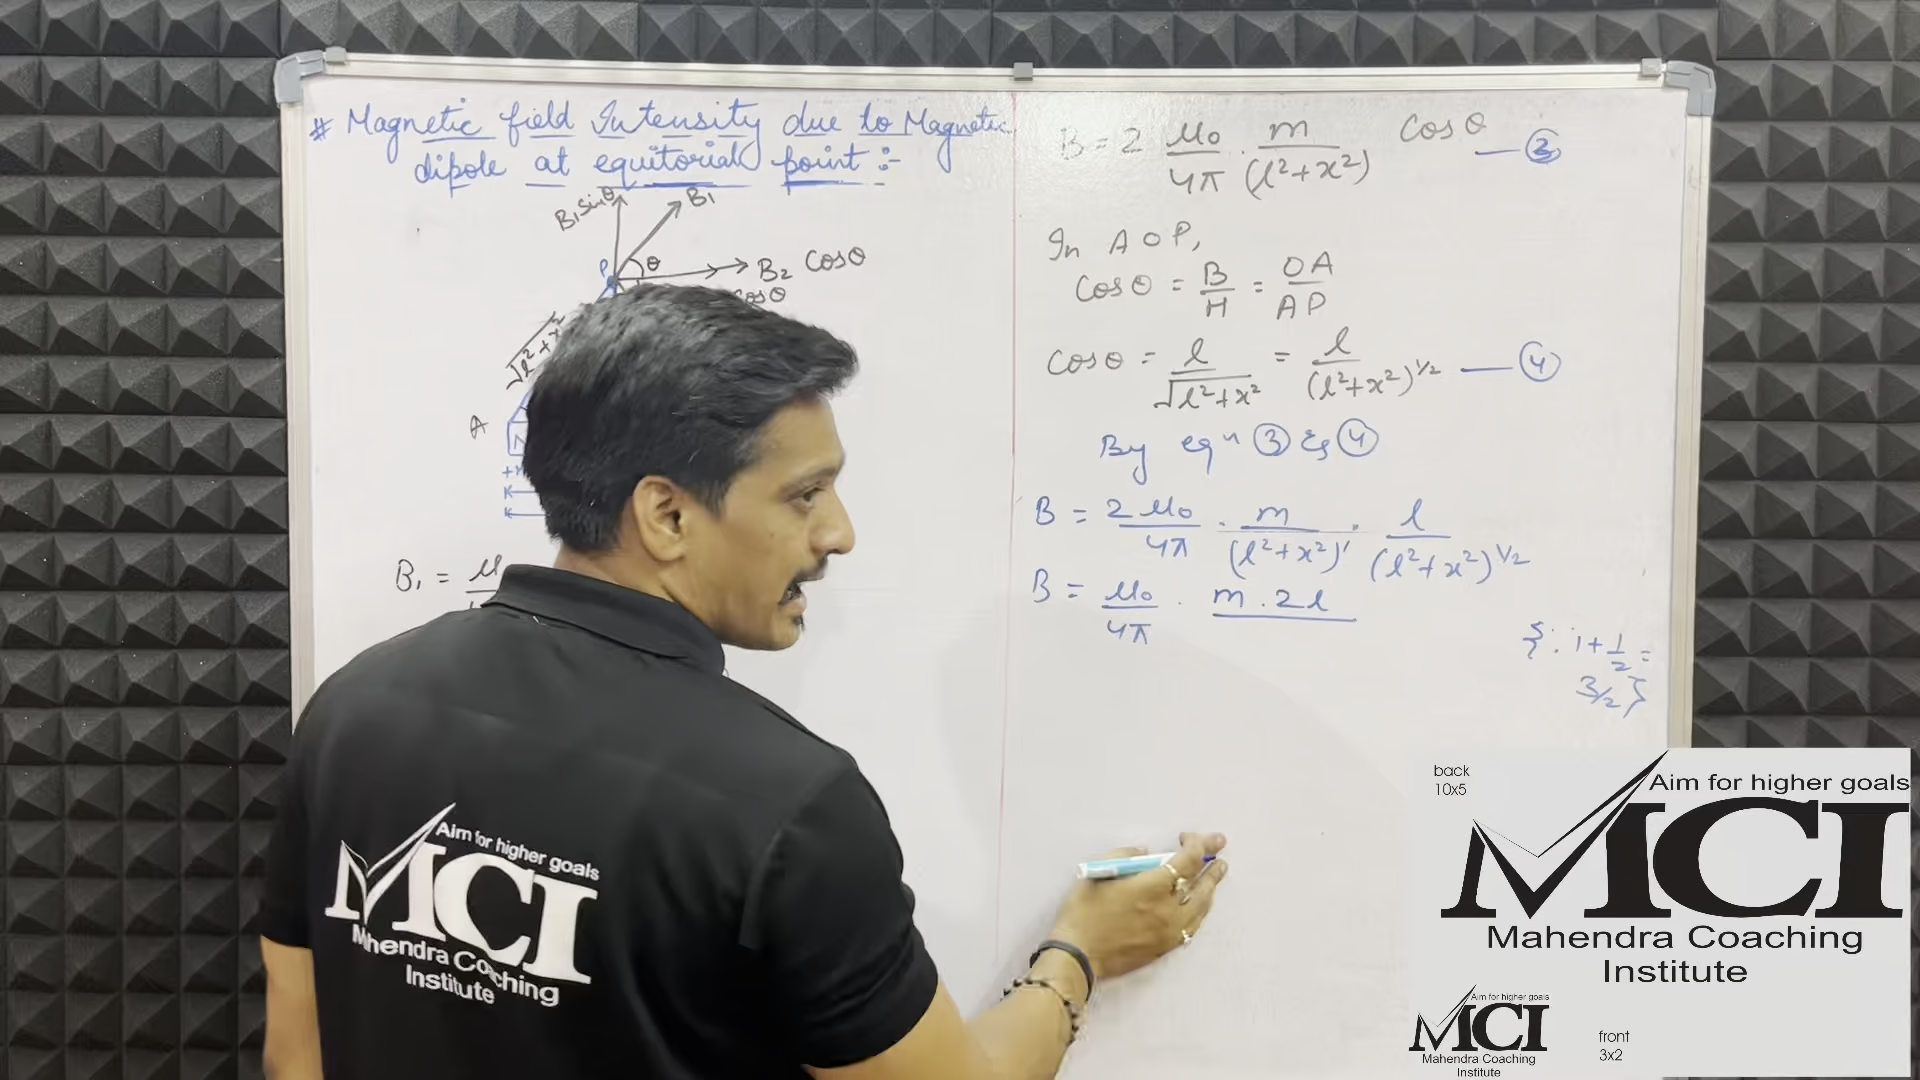 # Magnetic field Intensity due to Magnetic
dipole at equitorial point :-
B₁ sinθ
B₁
P
θ
B₂ Cosθ
cosθ
√l²+x²
A
B₁ =
B = 2 μ₀/4π . m/(l²+x²) Cosθ — ③
In AOP,
Cosθ = B/H = OA/AP
Cosθ = l/√l²+x² = l/(l²+x²)^1/2 — ④
By eqⁿ ③ & ④
B = 2μ₀/4π . m/(l²+x²)¹ . l/(l²+x²)^1/2
B = μ₀/4π . m.2l
{∵ 1+1/2 =
3/2}
Aim for higher goals
MCI
Mahendra Coaching
Institute
back
10x5
Aim for higher goals
MCI
Mahendra Coaching
Institute
Aim for higher goals
MCI
Mahendra Coaching
Institute
front
3x2